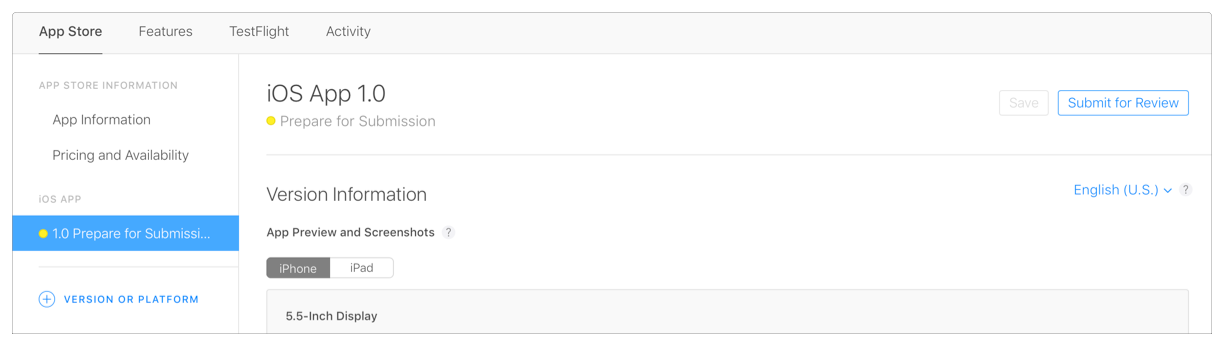 App Store Features TestFlight Activity
APP STORE INFORMATION
App Information
Pricing and Availability
iOS APP
1.0 Prepare for Submissi...
VERSION OR PLATFORM
iOS App 1.0
Prepare for Submission
Save Submit for Review
Version Information
English (U.S.) ?
App Preview and Screenshots ?
iPhone iPad
5.5-Inch Display